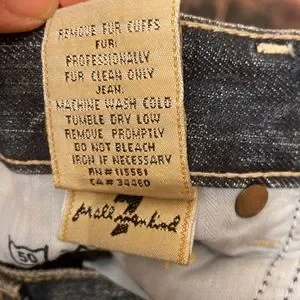 REMOVE FUR CUFFS
FUR:
PROFESSIONALLY
FUR CLEAN ONLY
JEAN:
MACHINE WASH COLD
TUMBLE DRY LOW
REMOVE PROMPTLY
DO NOT BLEACH
IRON IF NECESSARY
RN# 115561
CA# 34460
7
for all mankind
50